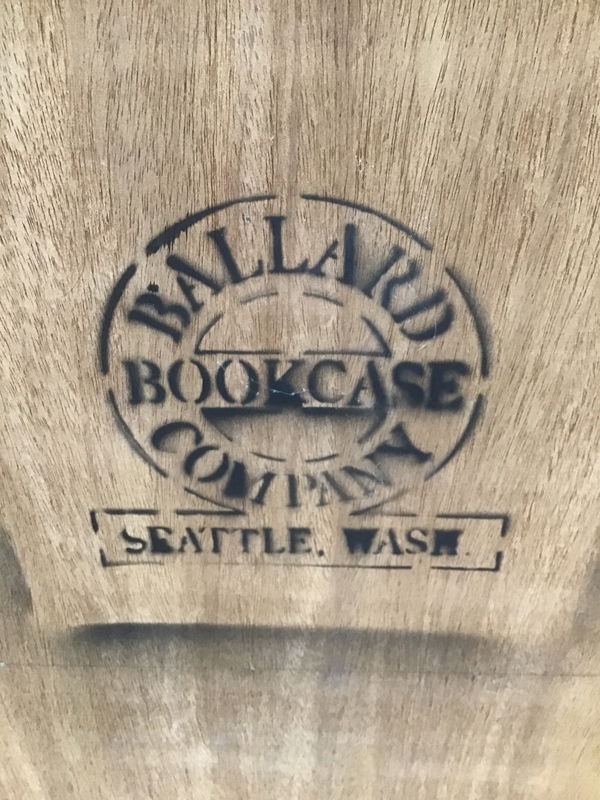 BALLARD
BOOKCASE
COMPANY
SEATTLE, WASH.